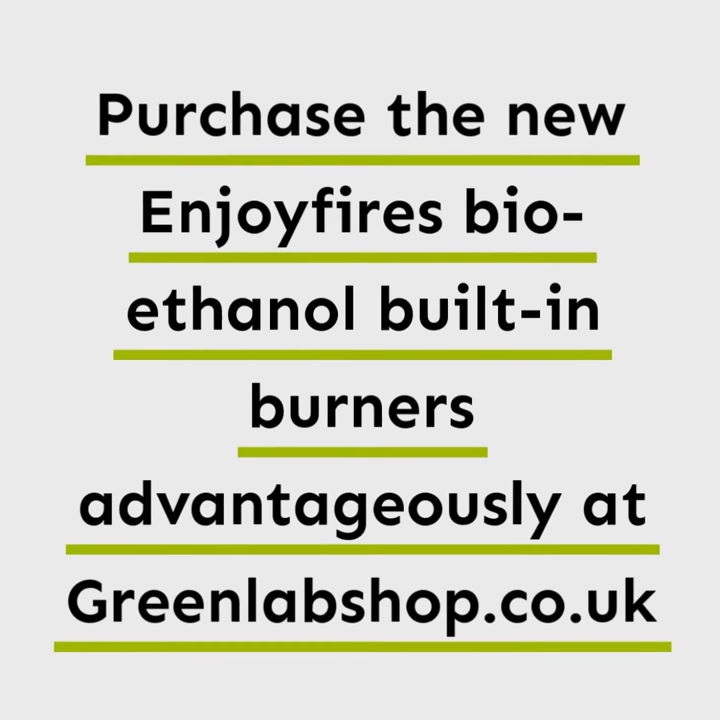 Purchase the new
Enjoyfires bio-
ethanol built-in
burners
advantageously at
Greenlabshop.co.uk